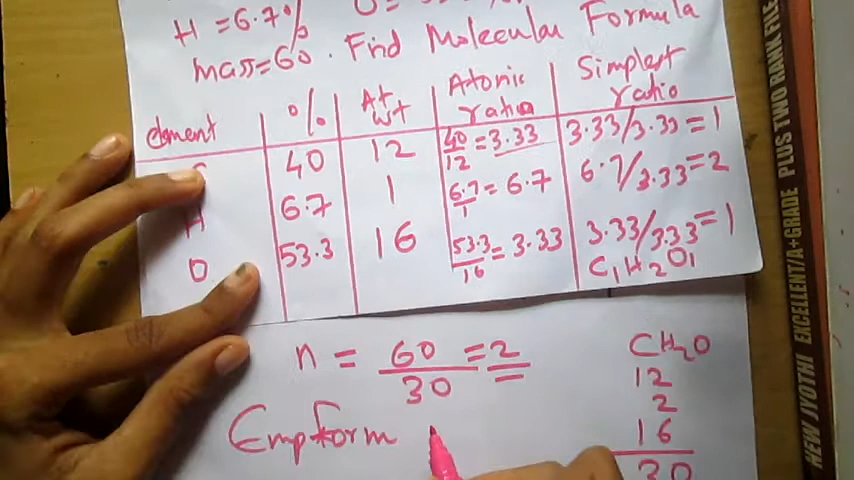 H = 6.7%
Mass=60. Find Molecular Formula
element % At wt Atomic ratio Simplest ratio
40 12 40/12 = 3.33 3.33/3.33 = 1
H 6.7 1 6.7/1 = 6.7 6.7/3.33 = 2
O 53.3 16 53.3/16 = 3.33 3.33/3.33 = 1
C1H2O1
n = 60/30 = 2
CH2O
12
2
16
30
Emp Form
NEW JYOTHI EXCELLENT/A+GRADE PLUS TWO RANK FILE